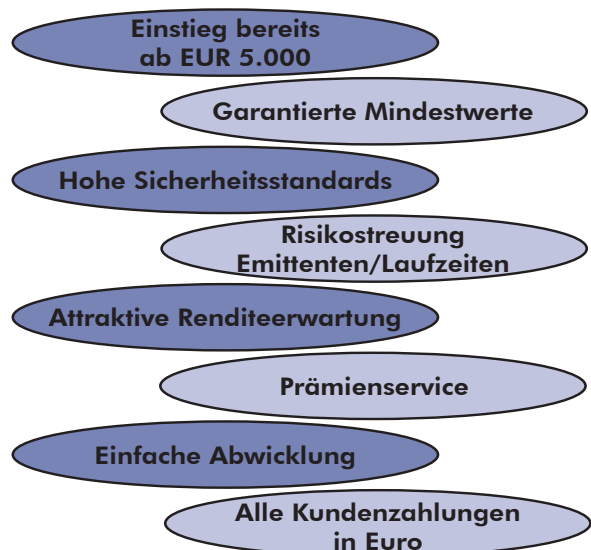 Einstieg bereits
ab EUR 5.000
Garantierte Mindestwerte
Hohe Sicherheitsstandards
Risikostreuung
Emittenten/Laufzeiten
Attraktive Renditeerwartung
Prämienservice
Einfache Abwicklung
Alle Kundenzahlungen
in Euro